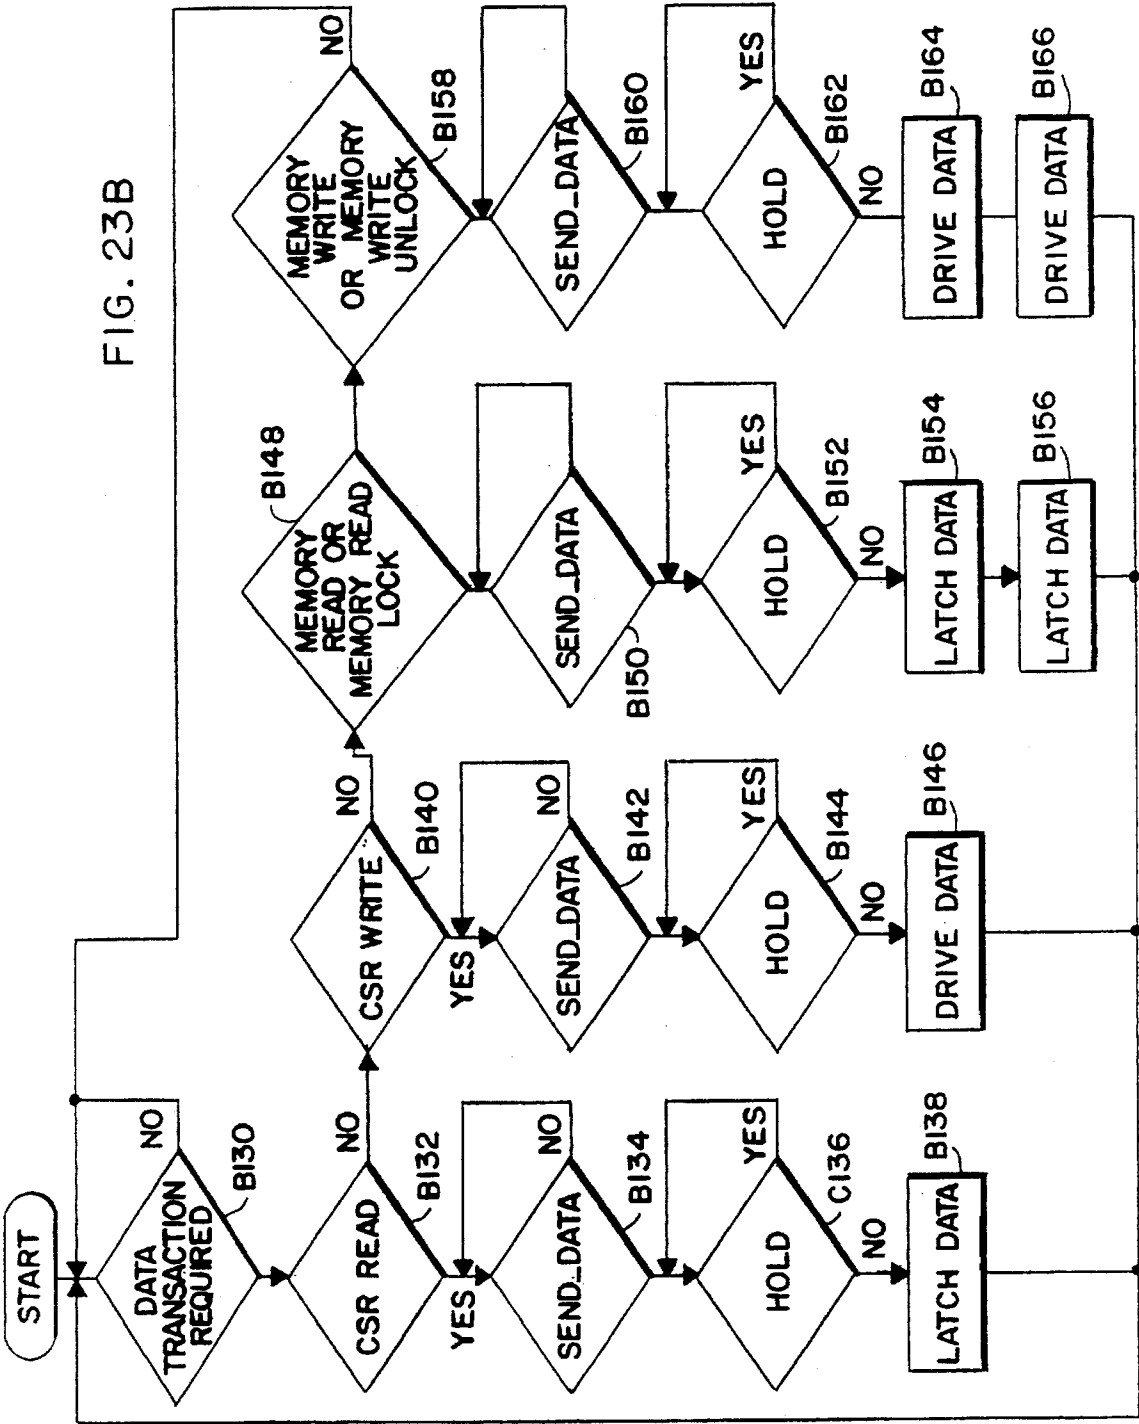 FIG. 23B
START
DATA
TRANSACTION
REQUIRED
NO
B130
CSR READ
NO
B132
YES
SEND_DATA
NO
B134
HOLD
YES
C136
NO
LATCH DATA
B138
CSR WRITE
NO
B140
YES
SEND_DATA
NO
B142
HOLD
YES
B144
NO
DRIVE DATA
B146
MEMORY
READ OR
MEMORY READ
LOCK
B148
SEND_DATA
B150
HOLD
YES
B152
NO
LATCH DATA
B154
LATCH DATA
B156
MEMORY
WRITE
OR MEMORY
WRITE
UNLOCK
NO
B158
SEND_DATA
B160
HOLD
YES
B162
NO
DRIVE DATA
B164
DRIVE DATA
B166